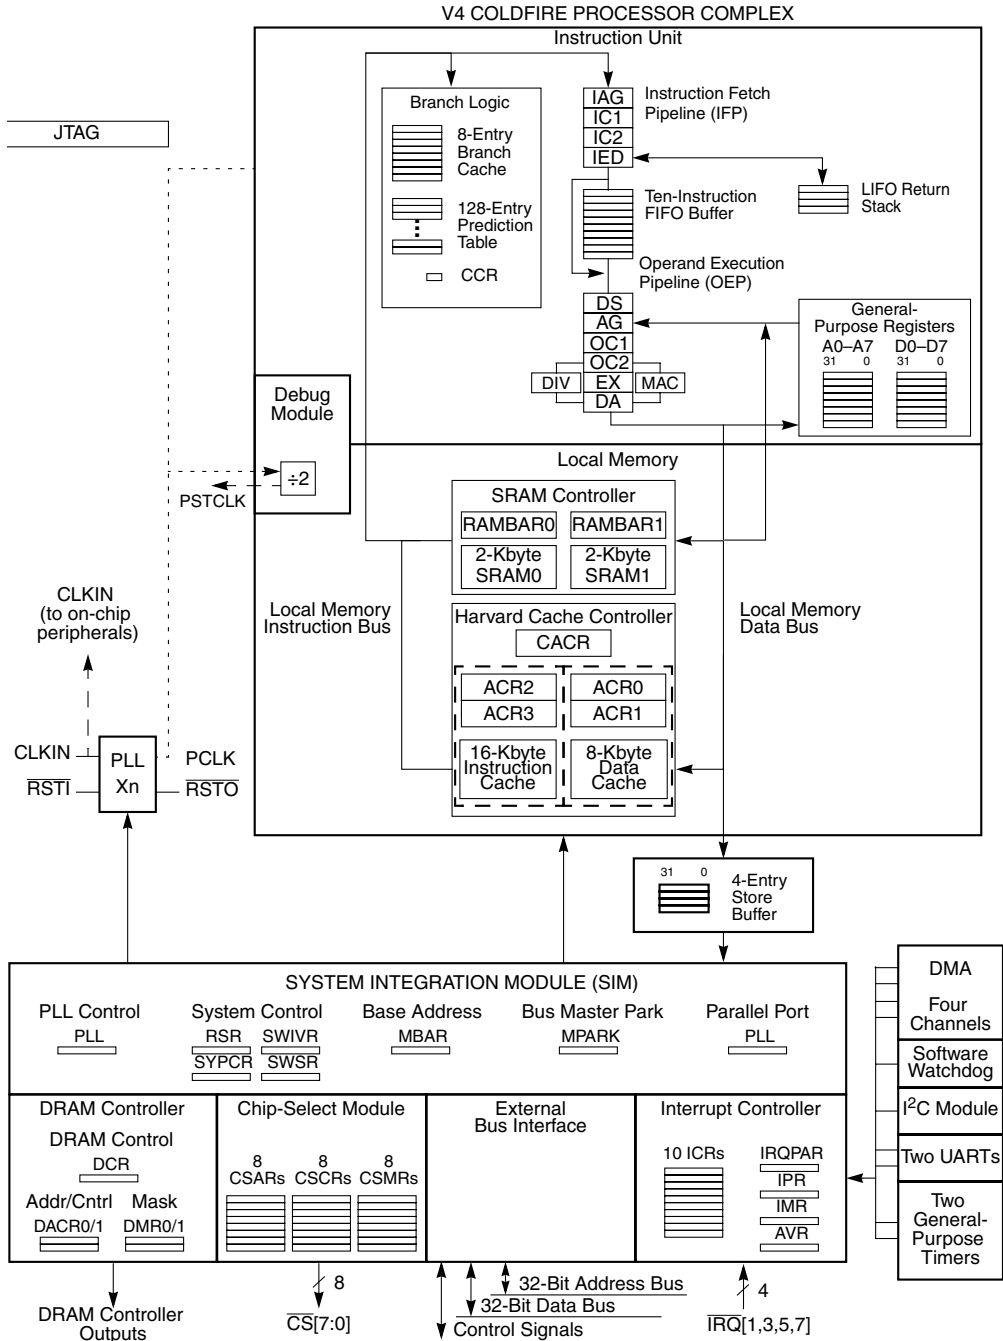 V4 COLDFIRE PROCESSOR COMPLEX
Instruction Unit
Branch Logic
8-Entry
Branch
Cache
128-Entry
Prediction
Table
CCR
IAG
IC1
IC2
IED
Instruction Fetch
Pipeline (IFP)
Ten-Instruction
FIFO Buffer
LIFO Return
Stack
Operand Execution
Pipeline (OEP)
DS
AG
OC1
OC2
DIV
EX
MAC
DA
General-
Purpose Registers
A0–A7
D0–D7
31 0
31 0
JTAG
Debug
Module
÷2
PSTCLK
Local Memory
SRAM Controller
RAMBAR0
RAMBAR1
2-Kbyte
SRAM0
2-Kbyte
SRAM1
Local Memory
Instruction Bus
Local Memory
Data Bus
Harvard Cache Controller
CACR
ACR2
ACR3
ACR0
ACR1
16-Kbyte
Instruction
Cache
8-Kbyte
Data
Cache
CLKIN
(to on-chip
peripherals)
CLKIN
RSTI
PLL
Xn
PCLK
RSTO
31 0
4-Entry
Store
Buffer
SYSTEM INTEGRATION MODULE (SIM)
PLL Control
PLL
System Control
RSR
SWIVR
SYPCR
SWSR
Base Address
MBAR
Bus Master Park
MPARK
Parallel Port
PLL
DRAM Controller
DRAM Control
DCR
Addr/Cntrl
Mask
DACR0/1
DMR0/1
Chip-Select Module
8
CSARs
8
CSCRs
8
CSMRs
External
Bus Interface
Interrupt Controller
10 ICRs
IRQPAR
IPR
IMR
AVR
DMA
Four
Channels
Software
Watchdog
I²C Module
Two UARTs
Two
General-
Purpose
Timers
DRAM Controller
Outputs
8
CS[7:0]
32-Bit Address Bus
32-Bit Data Bus
Control Signals
4
IRQ[1,3,5,7]